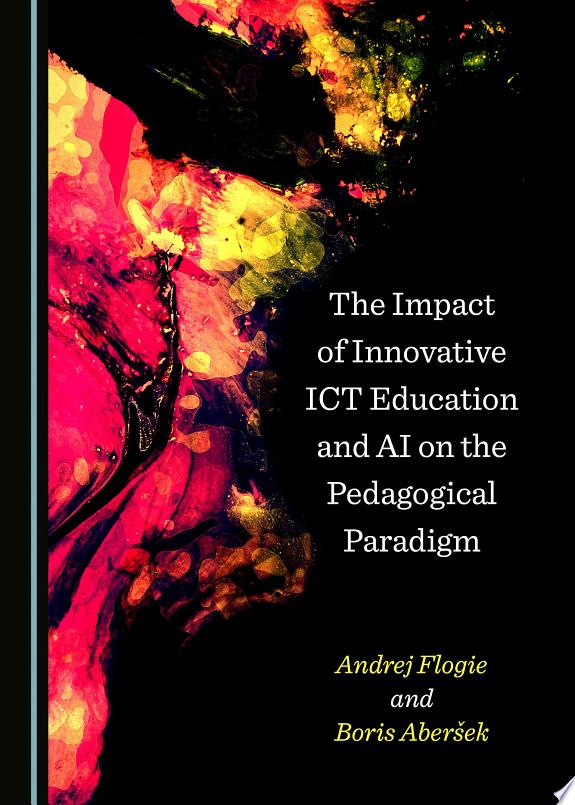 The Impact
of Innovative
ICT Education
and AI on the
Pedagogical
Paradigm
Andrej Flogie
and
Boris Aberšek